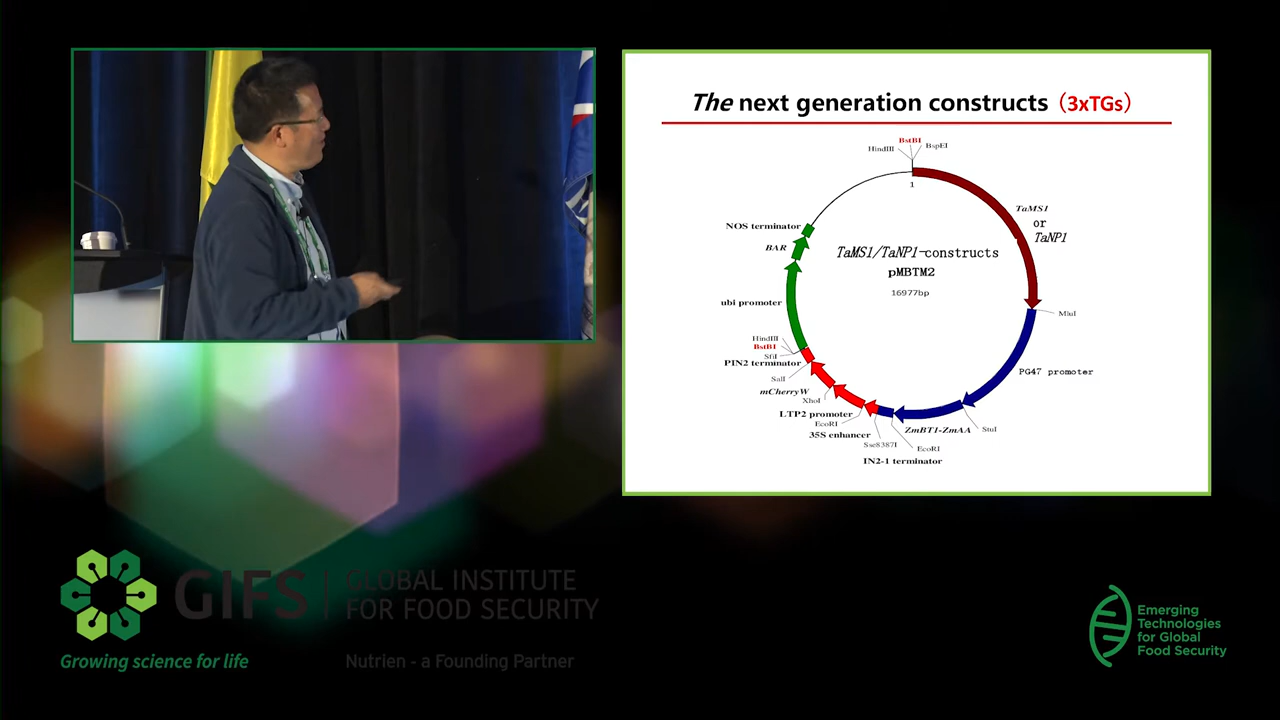 The next generation constructs (3xTGs)
BstBI
HindIII
BspEI
1
TaMS1
or
TaNP1
NOS terminator
BAR
TaMS1/TaNP1-constructs
pMBTM2
16977bp
ubi promoter
MluI
HindIII
BstBI
SfiI
PIN2 terminator
SalI
mCherryW
XhoI
LTP2 promoter
EcoRI
35S enhancer
Sse8387I
IN2-1 terminator
EcoRI
ZmBT1-ZmAA
StuI
PG47 promoter
GIFS
GLOBAL INSTITUTE
FOR FOOD SECURITY
Growing science for life
Nutrien - a Founding Partner
Emerging
Technologies
for Global
Food Security